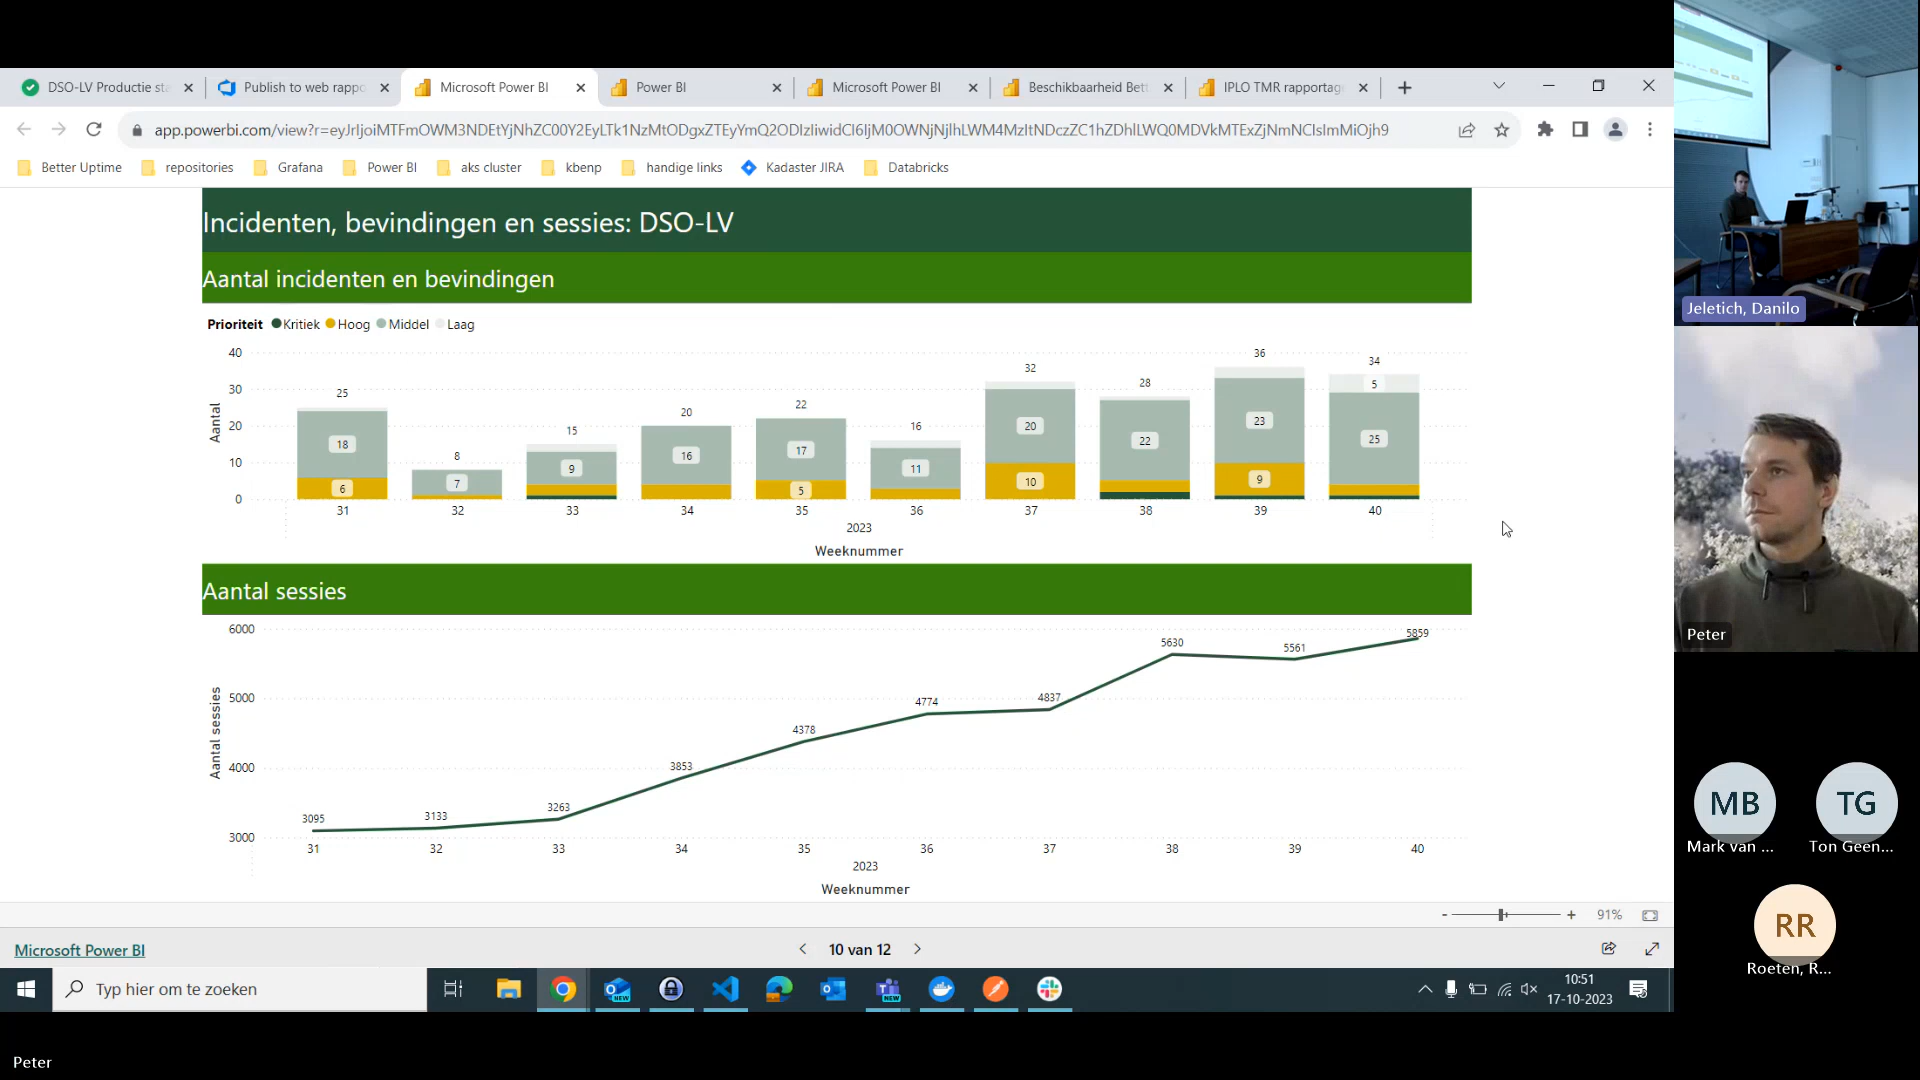 DSO-LV Productie sta
Publish to web rappo
Microsoft Power BI
Power BI
Microsoft Power BI
Beschikbaarheid Bett
IPLO TMR rapportage
app.powerbi.com/view?r=eyJrIjoiMTFmOWM3NDEtYjNhZC00Y2EyLTk1NzMtODgxZTEyYmQ2ODIzIiwidCI6IjM0OWNjNjlhLWM4MzItNDczZC1hZDhlLWQ0MDVkMTExZjNmNCIsImMiOjh9
Better Uptime
repositories
Grafana
Power BI
aks cluster
kbenp
handige links
Kadaster JIRA
Databricks
Incidenten, bevindingen en sessies: DSO-LV
Aantal incidenten en bevindingen
Prioriteit Kritiek Hoog Middel Laag
Aantal
40
30
20
10
0
25
18
6
8
7
15
9
20
16
22
17
5
16
11
32
20
10
28
22
36
23
9
34
5
25
31 32 33 34 35 36 37 38 39 40
2023
Weeknummer
Aantal sessies
Aantal sessies
6000
5000
4000
3000
3095
3133
3263
3853
4378
4774
4837
5630
5561
5859
31 32 33 34 35 36 37 38 39 40
2023
Weeknummer
- + 91%
Microsoft Power BI
10 van 12
Typ hier om te zoeken
NEW
NEW
10:51
17-10-2023
Jeletich, Danilo
Peter
MB
Mark van ...
TG
Ton Geen...
RR
Roeten, R...
Peter